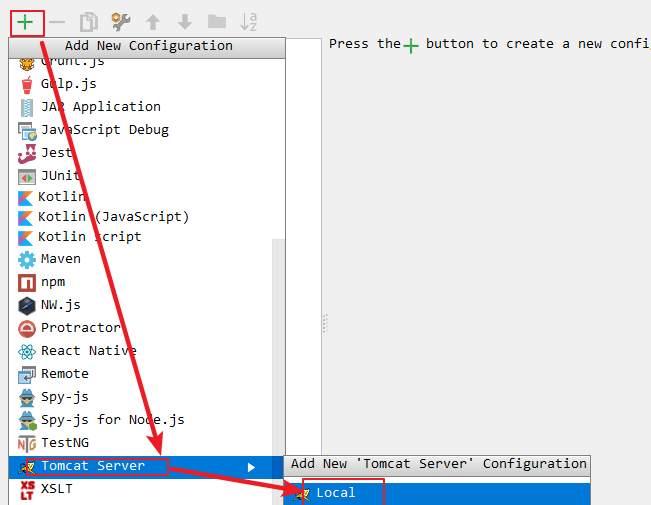 Add New Configuration
Press the + button to create a new confi
Grunt.js
Gulp.js
JAR Application
JavaScript Debug
Jest
JUnit
Kotlin
Kotlin (JavaScript)
Kotlin script
Maven
npm
NW.js
Protractor
React Native
Remote
Spy-js
Spy-js for Node.js
TestNG
Tomcat Server
Add New 'Tomcat Server' Configuration
XSLT
Local